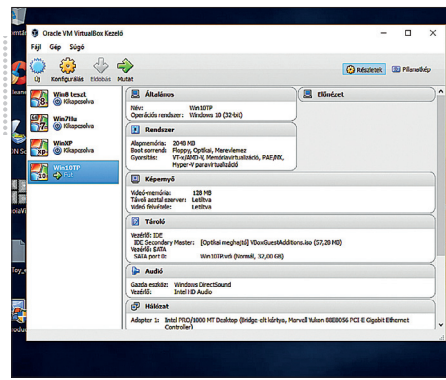 Oracle VM VirtualBox Kezelő
Fájl Gép Súgó
Új Konfigurálás Eldobás Mutat
Részletek Pillanatkép
Win8 teszt
Kikapcsolva
Win7Hu
Kikapcsolva
WinXP
Kikapcsolva
Win10TP
Fut
Általános
Név: Win10TP
Operációs rendszer: Windows 10 (32-bit)
Előnézet
Rendszer
Alapmemória: 2048 MB
Boot sorrend: Floppy, Optikai, Merevlemez
Gyorsítás: VT-x/AMD-V, Memóriavirtualizáció, PAE/NX,
Hyper-V paravirtualizáció
Képernyő
Videó-memória: 128 MB
Távoli asztal szerver: Letiltva
Videó felvétele: Letiltva
Tároló
Vezérlő: IDE
IDE Secondary Master: [Optikai meghajtó] VBoxGuestAdditions.iso (57,20 MB)
Vezérlő: SATA
SATA port 0: Win10TP.vdi (Normál, 32,00 GB)
Audió
Gazda eszköz: Windows DirectSound
Vezérlő: Intel HD Audio
Hálózat
Adapter 1: Intel PRO/1000 MT Desktop (Bridge-elt kártya, Marvell Yukon 88E8056 PCI-E Gigabit Ethernet
Controller)